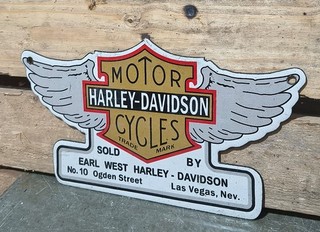 MOTOR
HARLEY-DAVIDSON
CYCLES
TRADE MARK
SOLD BY
EARL WEST HARLEY-DAVIDSON
No. 10 Ogden Street Las Vegas, Nev.